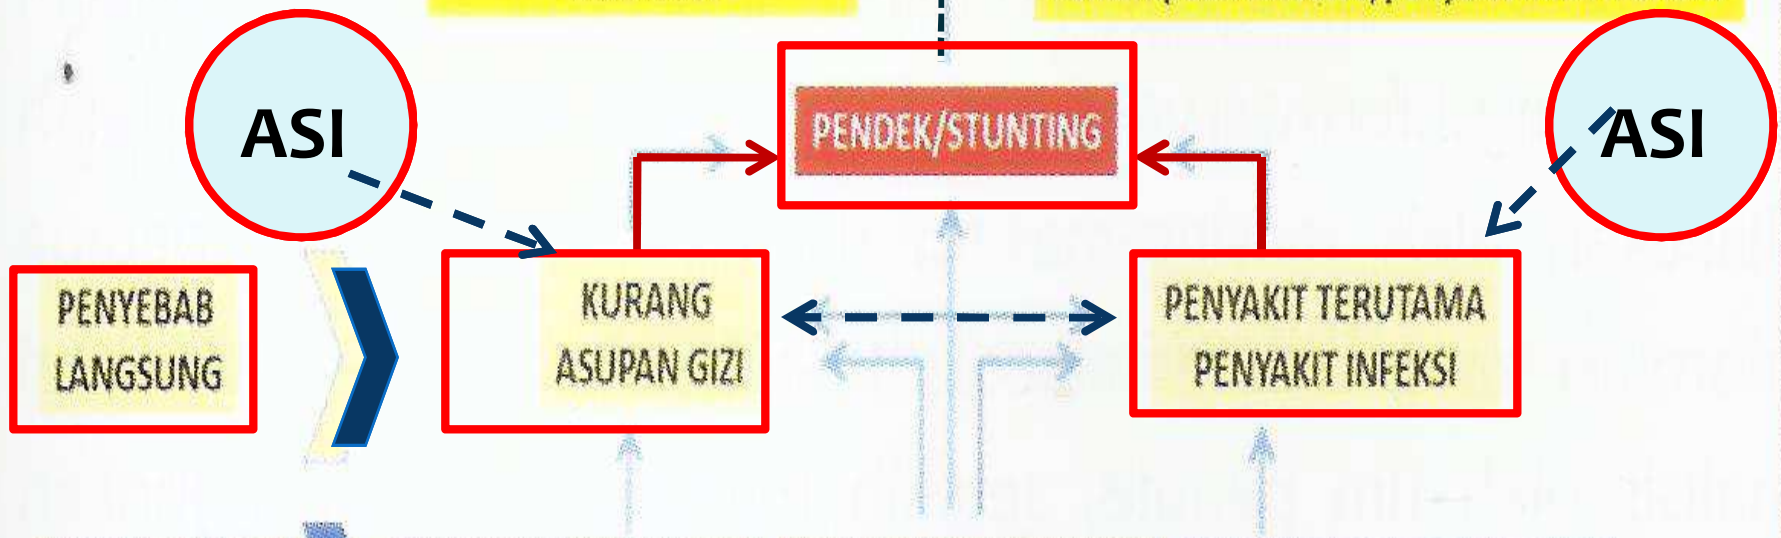 ASI
ASI
PENDEK/STUNTING
PENYEBAB
LANGSUNG
KURANG
ASUPAN GIZI
PENYAKIT TERUTAMA
PENYAKIT INFEKSI